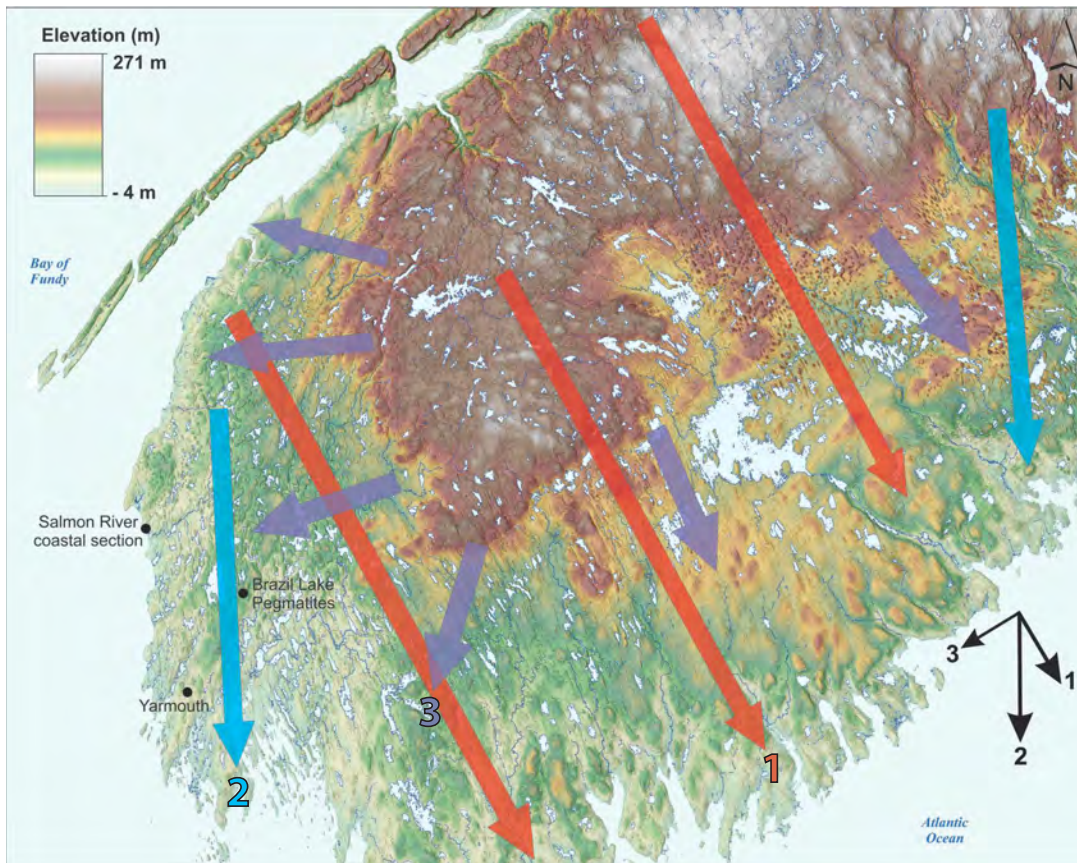 Elevation (m)
271 m
- 4 m
N
Bay of
Fundy
Salmon River
coastal section
Brazil Lake
Pegmatites
Yarmouth
3
1
2
3
1
2
Atlantic
Ocean